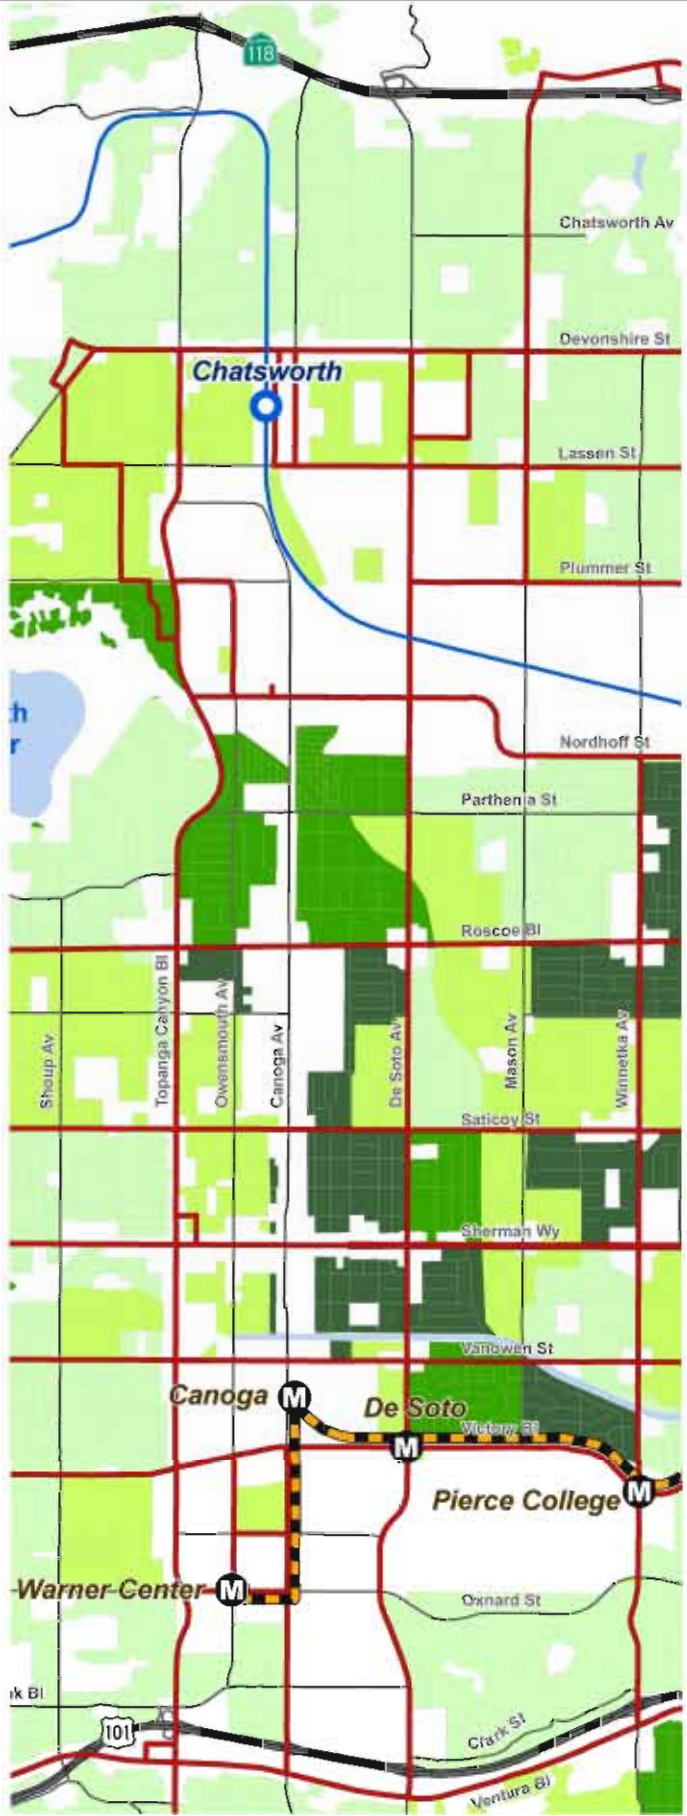 118
Chatsworth Av
Devonshire St
Chatsworth
Lassen St
Plummer St
th
r
Nordhoff St
Parthenia St
Roscoe Bl
Shoup Av
Topanga Canyon Bl
Owensmouth Av
Canoga Av
De Soto Av
Mason Av
Winnetka Av
Saticoy St
Sherman Wy
Vanowen St
Canoga
M
De Soto
Victory Bl
M
Pierce College
M
Warner Center
M
Oxnard St
k Bl
101
Clark St
Ventura Bl